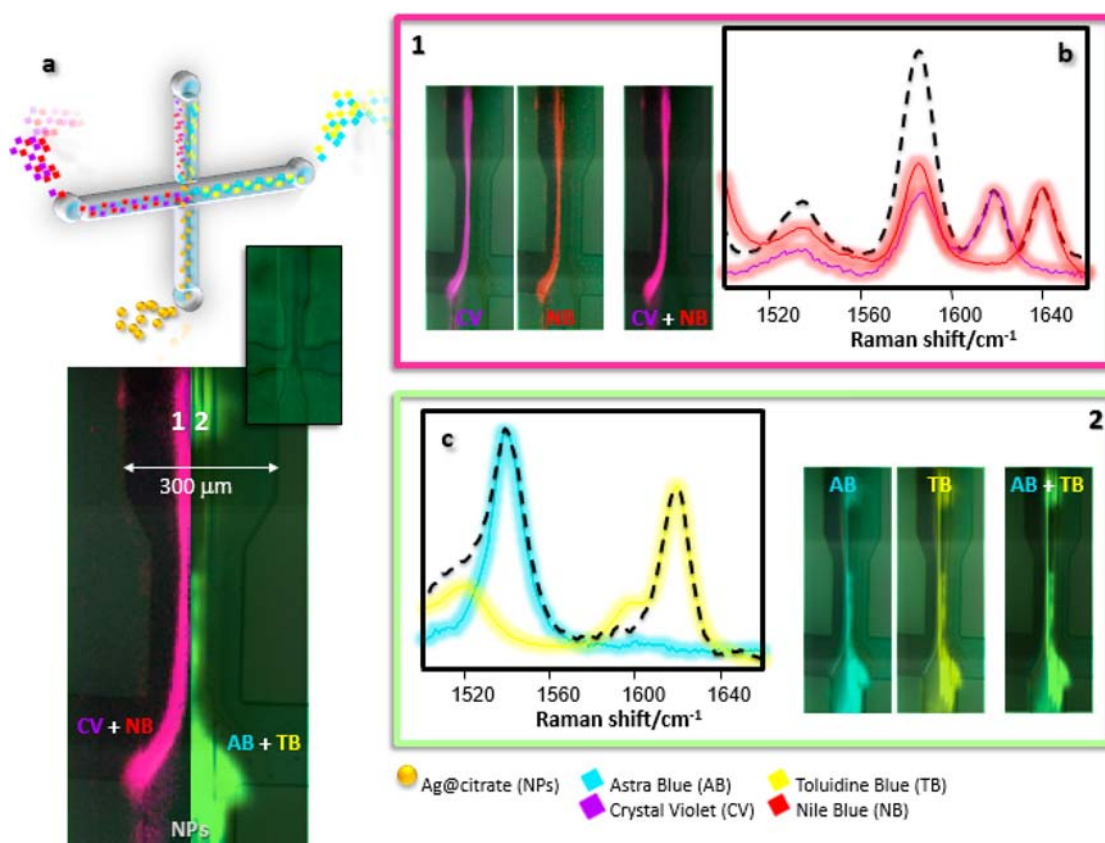 a
1 2
300 μm
CV + NB
AB + TB
NPs
1
CV
NB
CV + NB
b
1520 1560 1600 1640
Raman shift/cm-1
2
c
1520 1560 1600 1640
Raman shift/cm-1
AB
TB
AB + TB
Ag@citrate (NPs)
Astra Blue (AB)
Toluidine Blue (TB)
Crystal Violet (CV)
Nile Blue (NB)